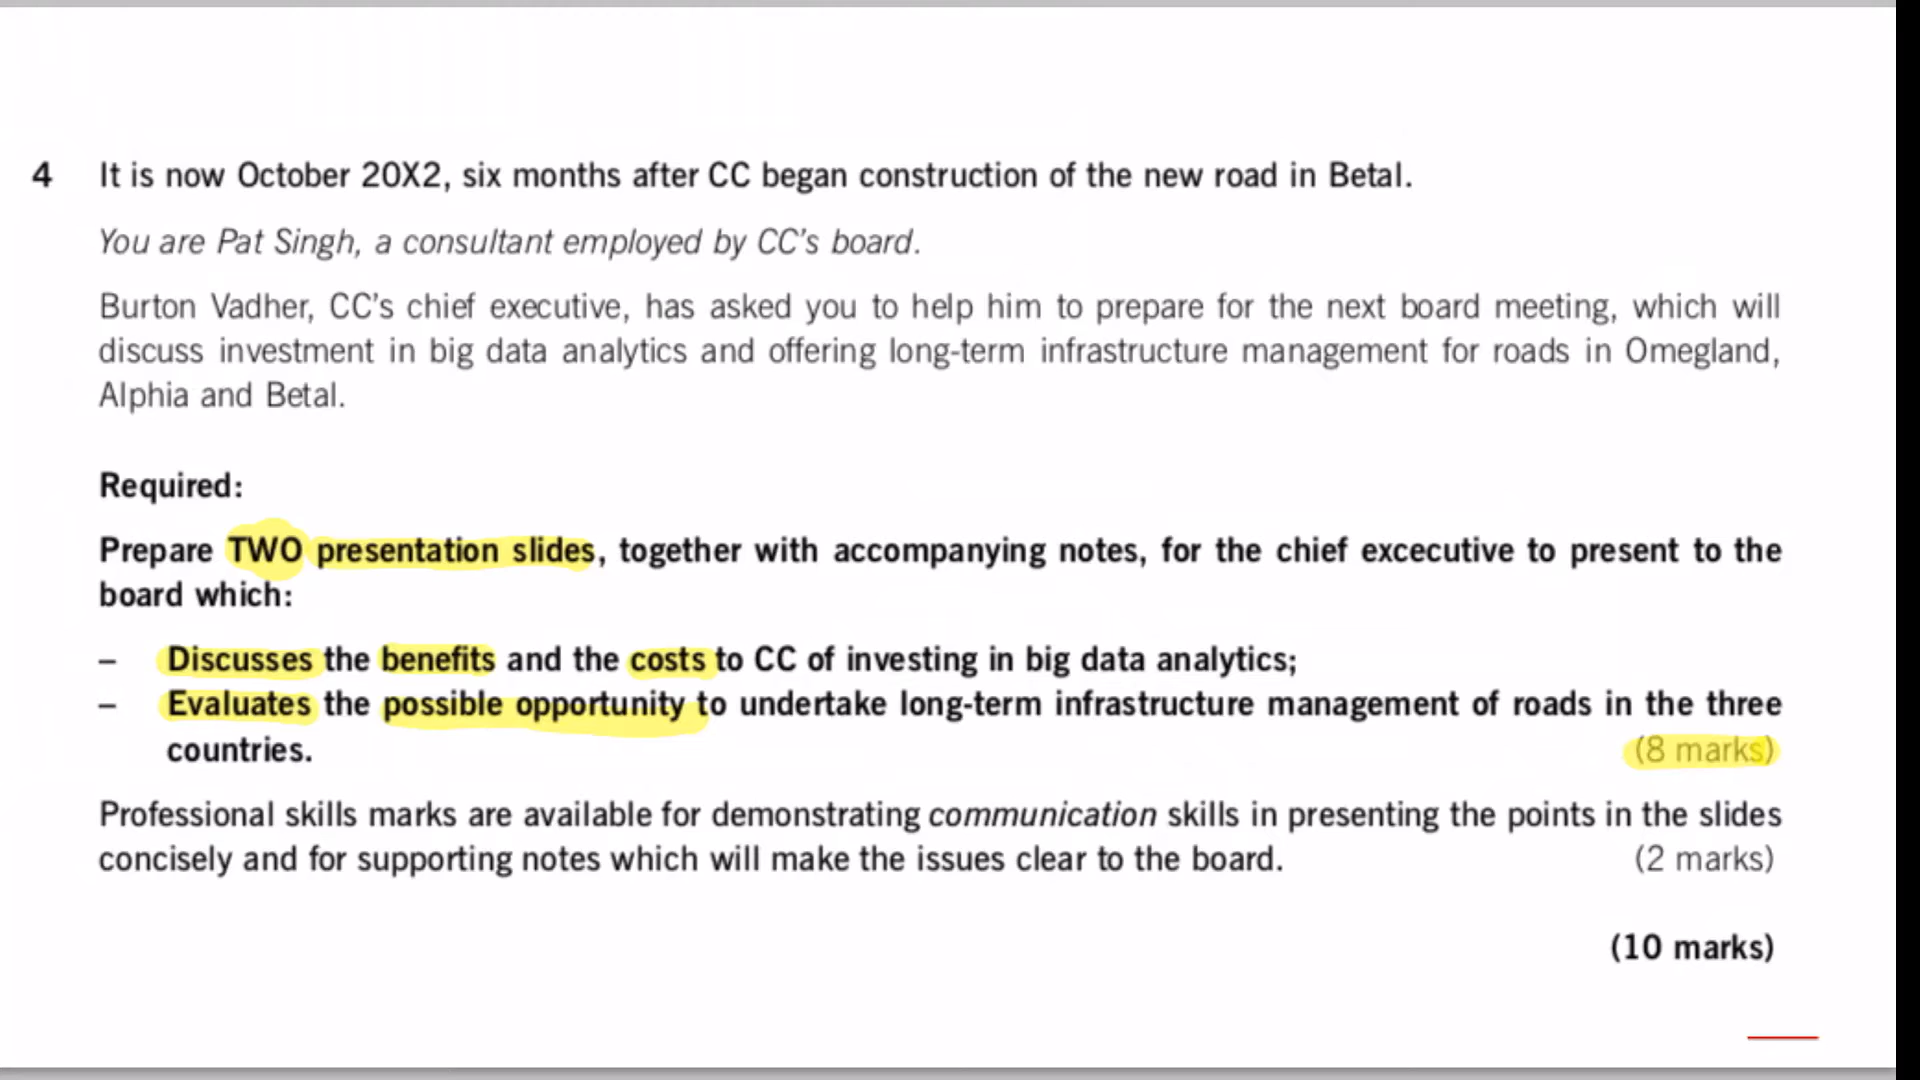 4 It is now October 20X2, six months after CC began construction of the new road in Betal.
You are Pat Singh, a consultant employed by CC's board.
Burton Vadher, CC's chief executive, has asked you to help him to prepare for the next board meeting, which will
discuss investment in big data analytics and offering long-term infrastructure management for roads in Omegland,
Alphia and Betal.
Required:
Prepare TWO presentation slides, together with accompanying notes, for the chief excecutive to present to the
board which:
– Discusses the benefits and the costs to CC of investing in big data analytics;
– Evaluates the possible opportunity to undertake long-term infrastructure management of roads in the three
countries. (8 marks)
Professional skills marks are available for demonstrating communication skills in presenting the points in the slides
concisely and for supporting notes which will make the issues clear to the board. (2 marks)
(10 marks)